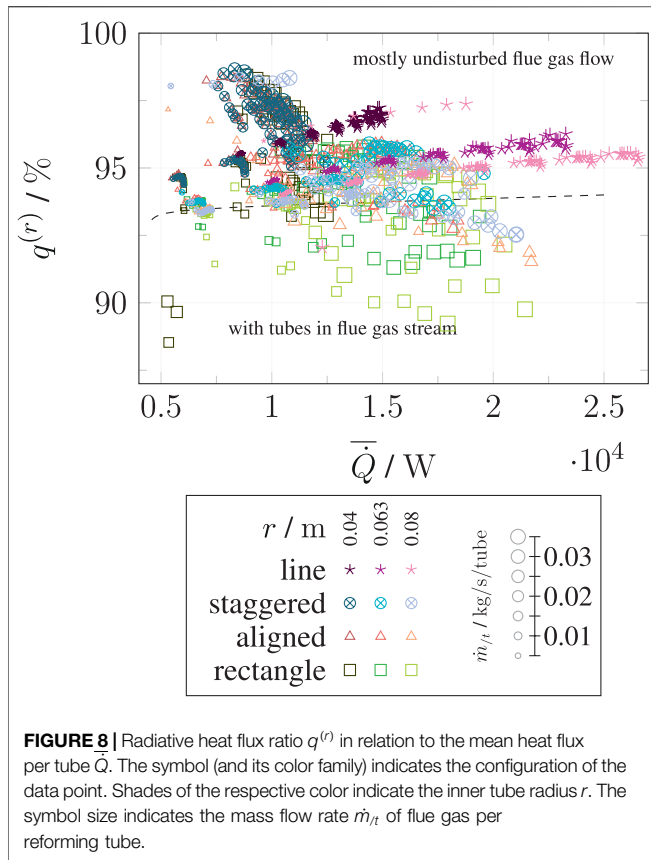 100
mostly undisturbed flue gas flow
95
q^(r) / %
90
with tubes in flue gas stream
0.5 1 1.5 2 2.5
Q̇ / W
·10^4
r / m 0.04 0.063 0.08
line
staggered
aligned
rectangle
ṁ/t / kg/s/tube
0.03
0.02
0.01
FIGURE 8 | Radiative heat flux ratio q^(r) in relation to the mean heat flux
per tube Q̇. The symbol (and its color family) indicates the configuration of the
data point. Shades of the respective color indicate the inner tube radius r. The
symbol size indicates the mass flow rate ṁ/t of flue gas per
reforming tube.